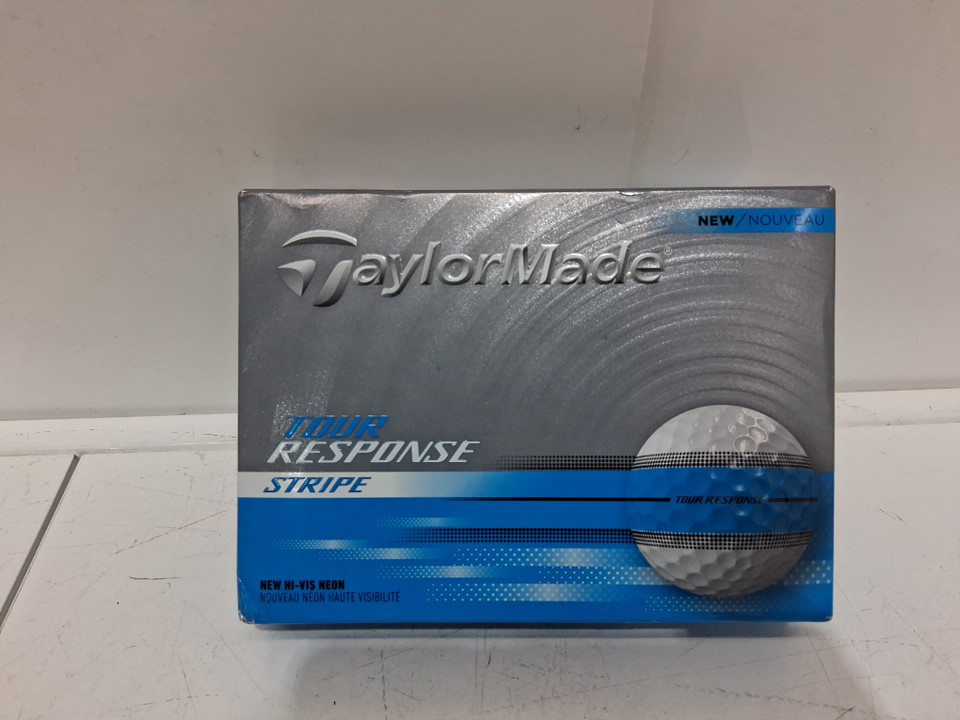 NEW/NOUVEAU
TaylorMade®
TOUR
RESPONSE
STRIPE
TOUR RESPONSE
NEW HI-VIS NEON
NOUVEAU NÉON HAUTE VISIBILITÉ